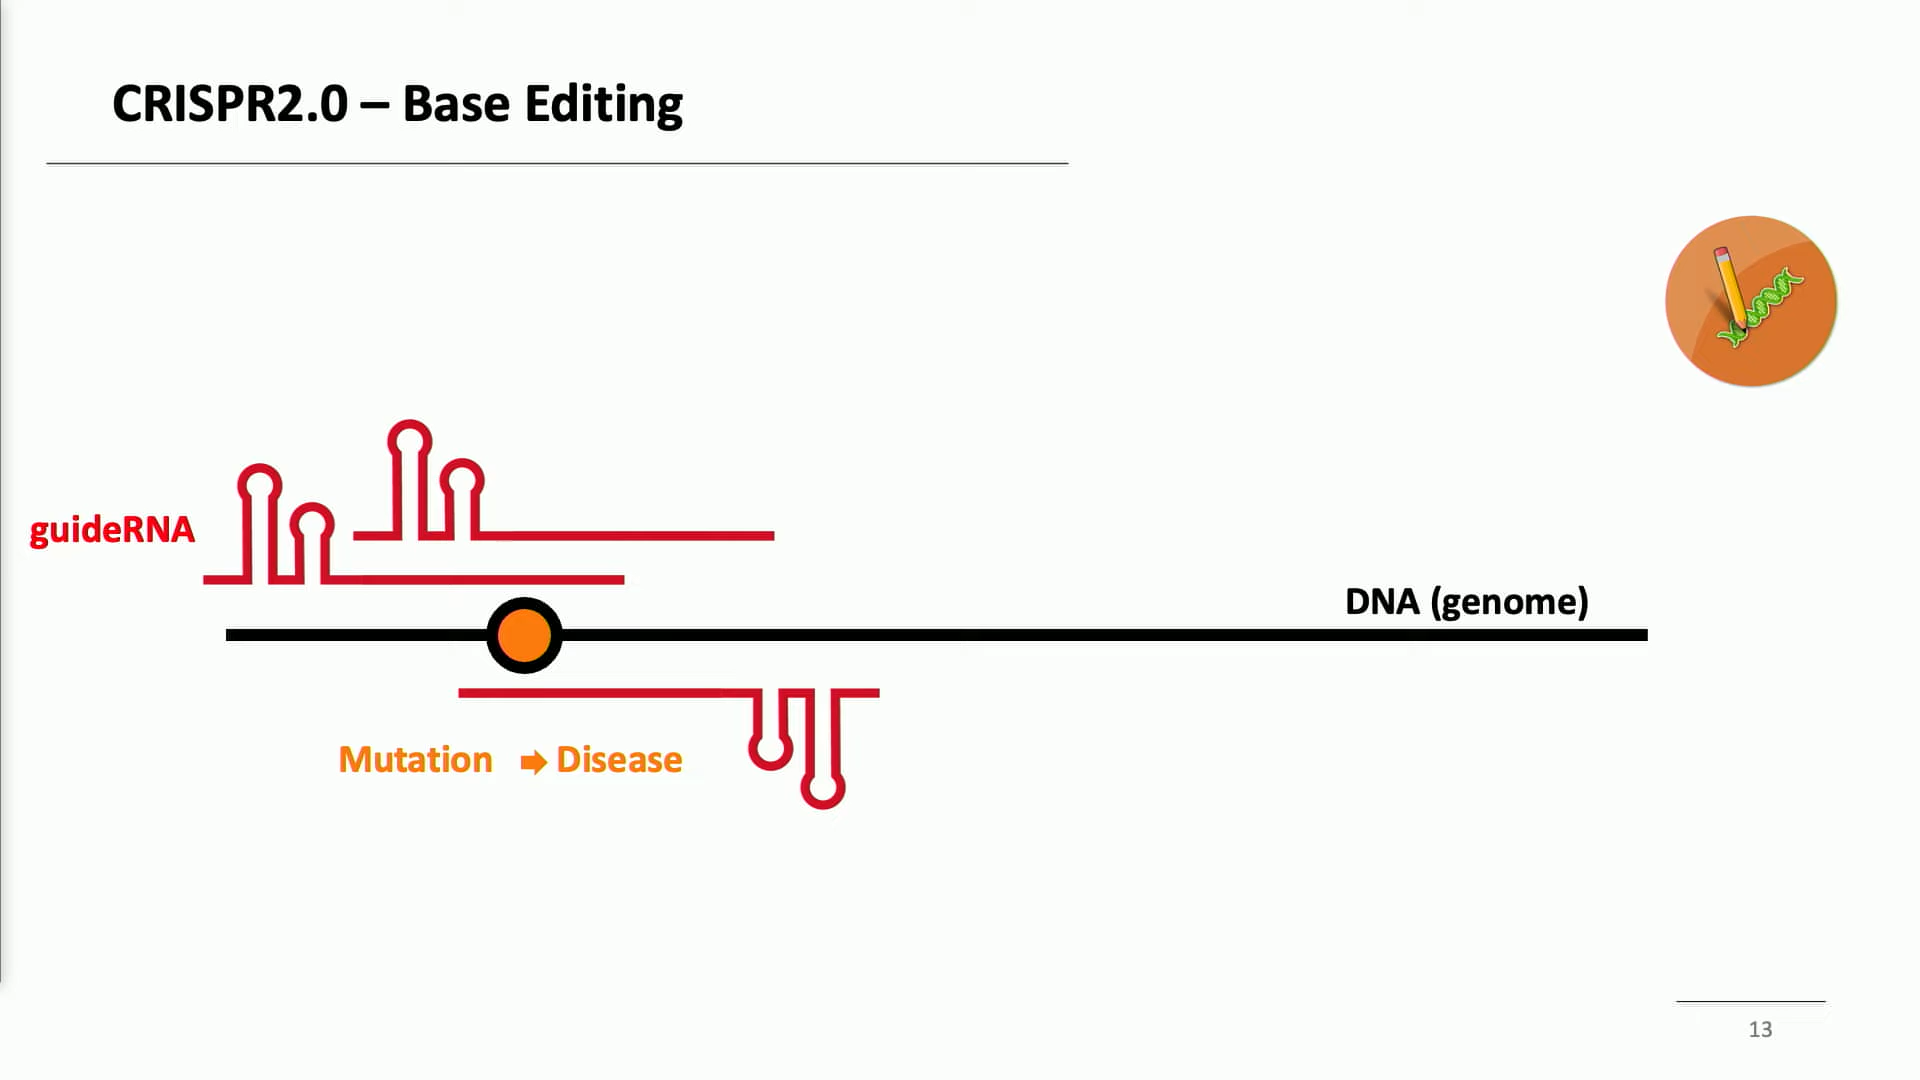 CRISPR2.0 – Base Editing
guideRNA
DNA (genome)
Mutation
Disease
13